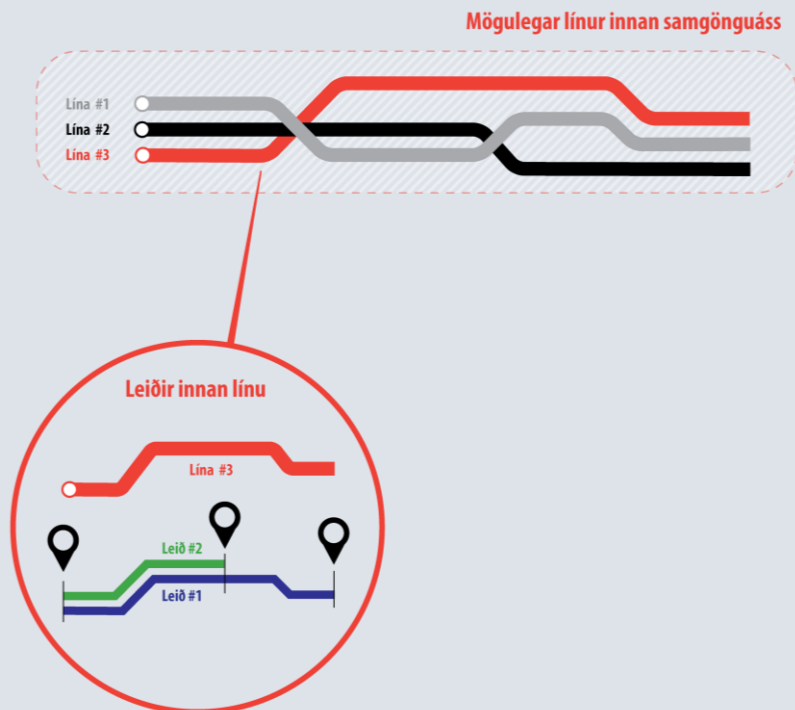 Mögulegar línur innan samgönguáss
Lína #1
Lína #2
Lína #3
Leiðir innan línu
Lína #3
Leið #2
Leið #1